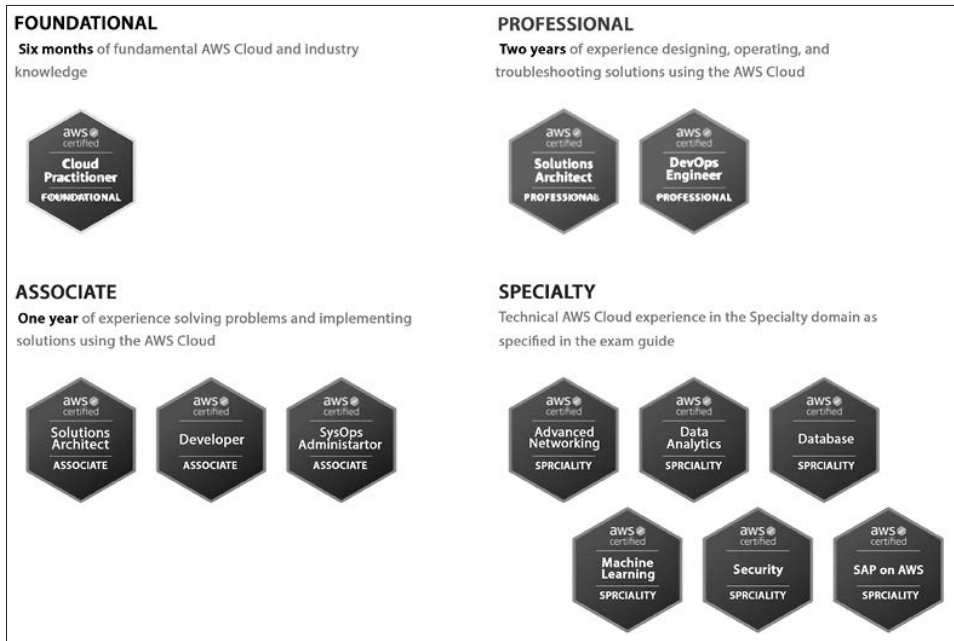 FOUNDATIONAL
Six months of fundamental AWS Cloud and industry
knowledge
aws
certified
Cloud
Practitioner
FOUNDATIONAL
PROFESSIONAL
Two years of experience designing, operating, and
troubleshooting solutions using the AWS Cloud
aws
certified
Solutions
Architect
PROFESSIONAL
aws
certified
DevOps
Engineer
PROFESSIONAL
ASSOCIATE
One year of experience solving problems and implementing
solutions using the AWS Cloud
aws
certified
Solutions
Architect
ASSOCIATE
aws
certified
Developer
ASSOCIATE
aws
certified
SysOps
Administartor
ASSOCIATE
SPECIALTY
Technical AWS Cloud experience in the Specialty domain as
specified in the exam guide
aws
certified
Advanced
Networking
SPRCIALITY
aws
certified
Data
Analytics
SPRCIALITY
aws
certified
Database
SPRCIALITY
aws
certified
Machine
Learning
SPRCIALITY
aws
certified
Security
SPRCIALITY
aws
certified
SAP on AWS
SPRCIALITY